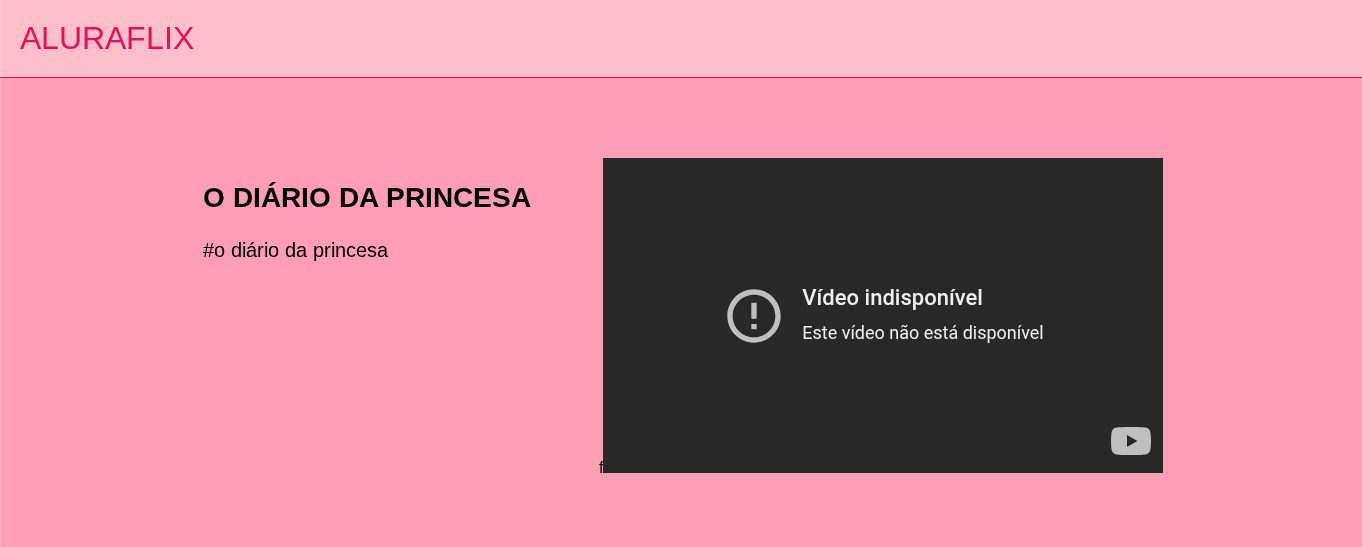 ALURAFLIX
O DIÁRIO DA PRINCESA
#o diário da princesa
Vídeo indisponível
Este vídeo não está disponível
f